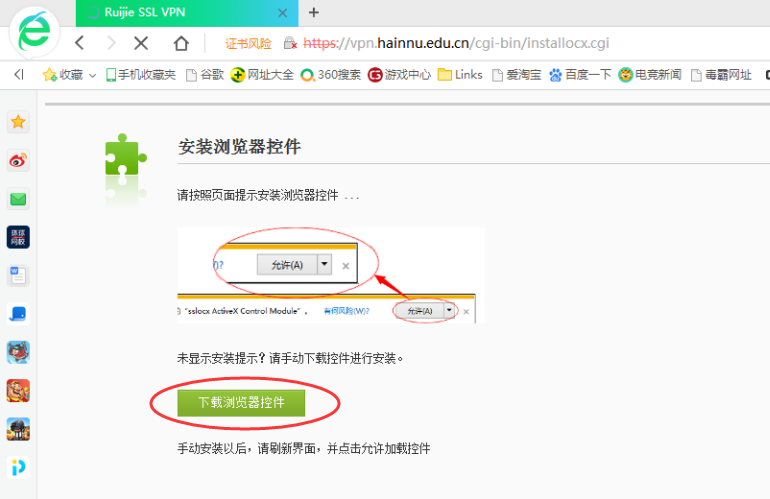 Ruijie SSL VPN
证书风险 https://vpn.hainnu.edu.cn/cgi-bin/installocx.cgi
收藏 手机收藏夹 谷歌 网址大全 360搜索 游戏中心 Links 爱淘宝 百度一下 电竞新闻 毒霸网址
安装浏览器控件
请按照页面提示安装浏览器控件 ...
)? 允许(A)
"sslocx ActiveX Control Module"。 有何风险(W)? 允许(A)
未显示安装提示？请手动下载控件进行安装。
下载浏览器控件
手动安装以后，请刷新界面，并点击允许加载控件